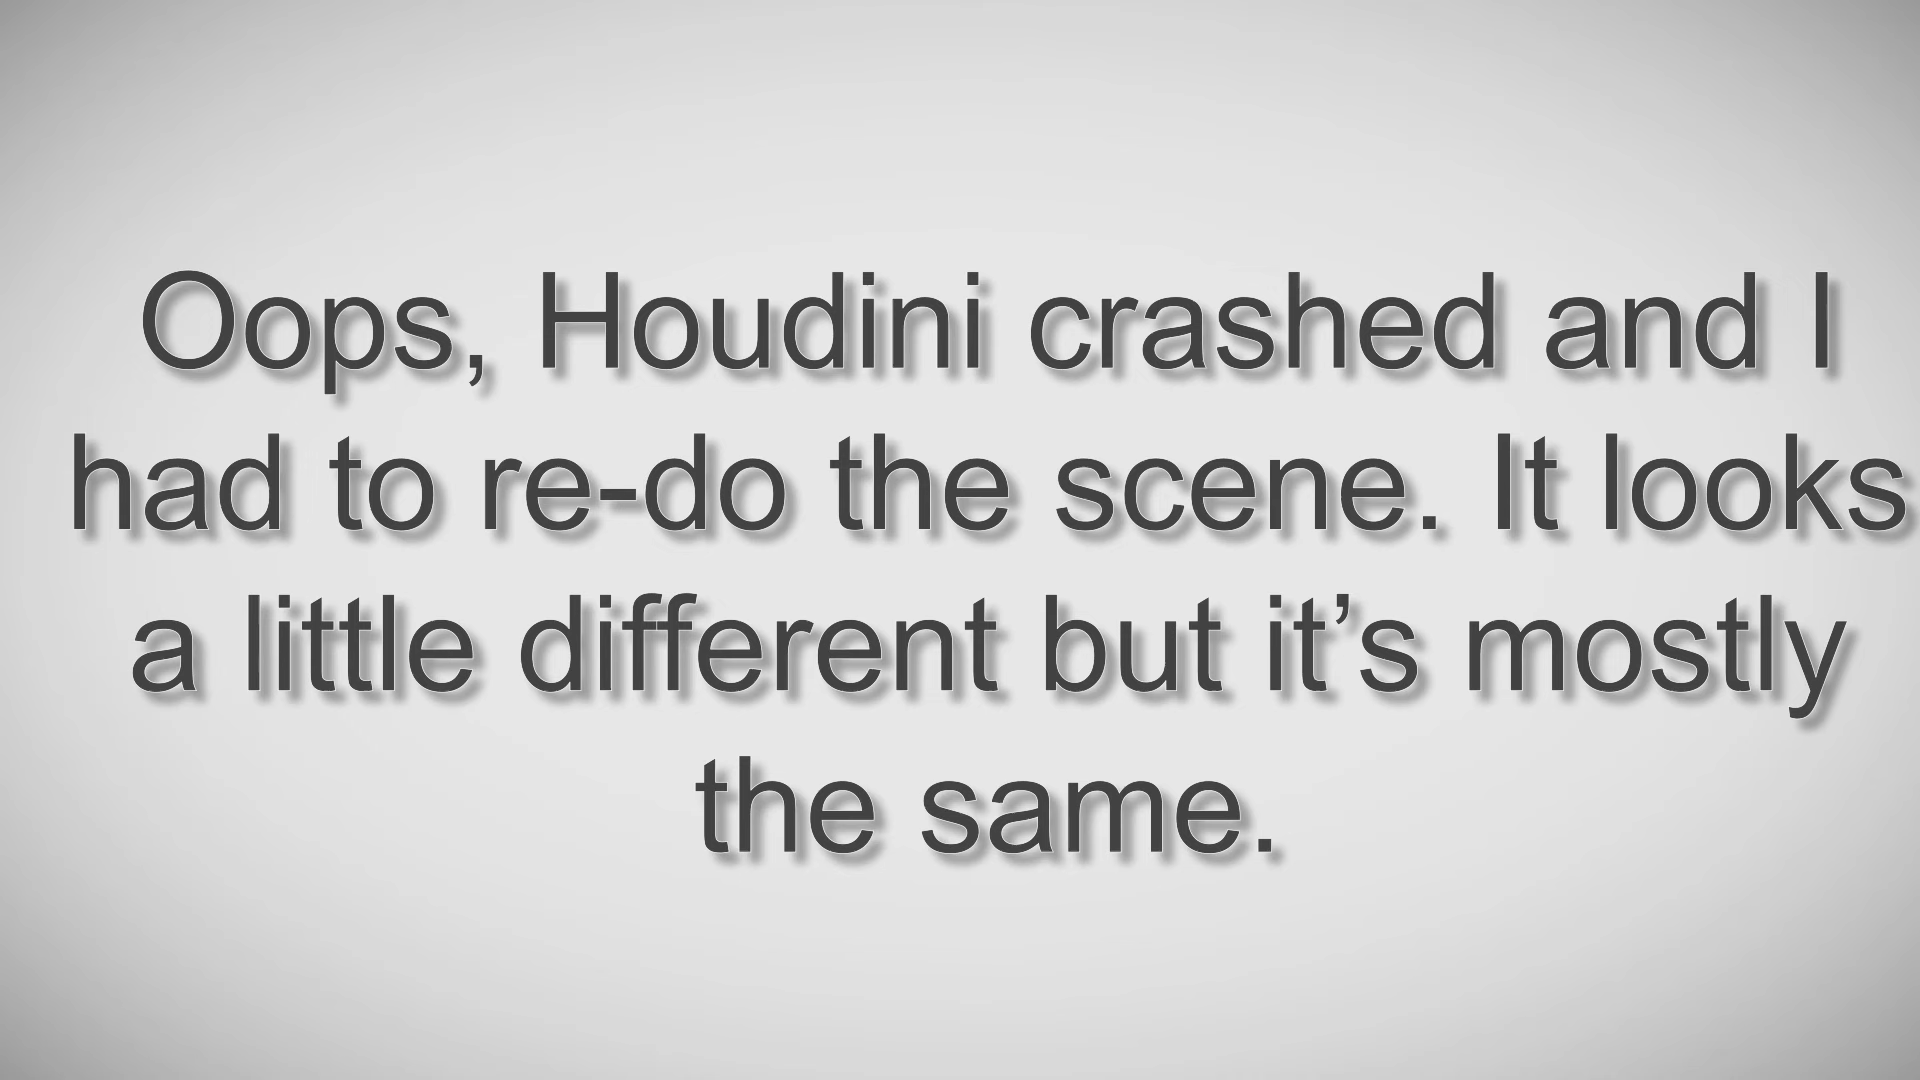 Oops, Houdini crashed and I
had to re-do the scene. It looks
a little different but it’s mostly
the same.